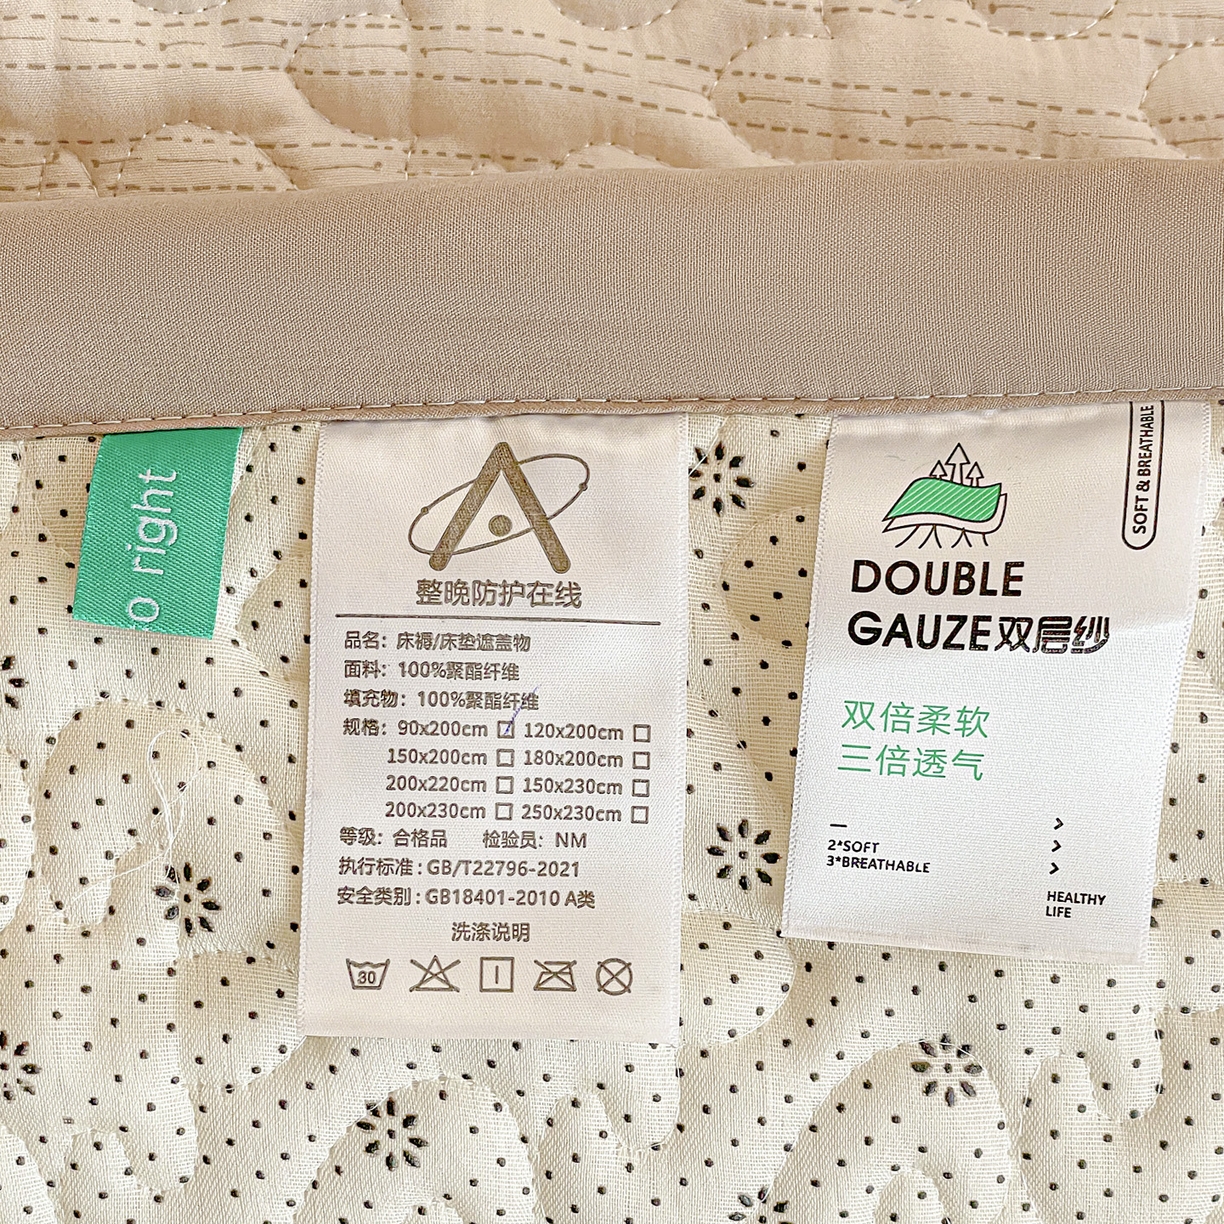 o right
整晚防护在线
品名：床褥/床垫遮盖物
面料：100%聚酯纤维
填充物：100%聚酯纤维
规格：90x200cm ☑ 120x200cm □
150x200cm □ 180x200cm □
200x220cm □ 150x230cm □
200x230cm □ 250x230cm □
等级：合格品 检验员：NM
执行标准：GB/T22796-2021
安全类别：GB18401-2010 A类
洗涤说明
30
SOFT & BREATHABLE
DOUBLE
GAUZE双层纱
双倍柔软
三倍透气
2*SOFT
3*BREATHABLE
HEALTHY
LIFE